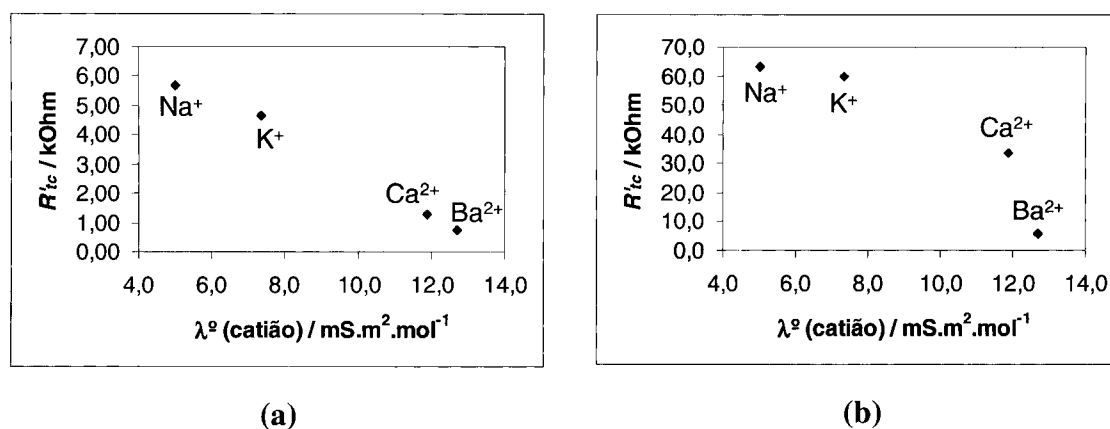 7,00
6,00
5,00
4,00
3,00
2,00
1,00
0,00
R'tc / kOhm
Na⁺
K⁺
Ca²⁺
Ba²⁺
4,0 6,0 8,0 10,0 12,0 14,0
λº (catião) / mS.m².mol⁻¹
(a)
70,0
60,0
50,0
40,0
30,0
20,0
10,0
0,0
R'tc / kOhm
Na⁺
K⁺
Ca²⁺
Ba²⁺
4,0 6,0 8,0 10,0 12,0 14,0
λº (catião) / mS.m².mol⁻¹
(b)